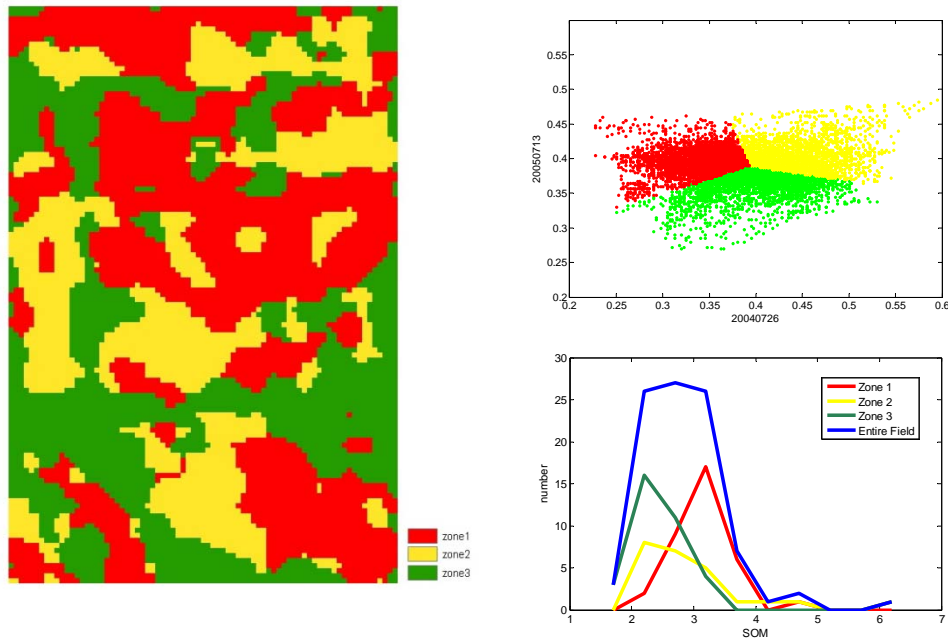 zone1
zone2
zone3
0.55
0.5
0.45
0.4
0.35
0.3
0.25
0.2
0.2 0.25 0.3 0.35 0.4 0.45 0.5 0.55 0.6
20050713
20040726
30
25
20
15
10
5
0
1 2 3 4 5 6 7
number
SOM
Zone 1
Zone 2
Zone 3
Entire Field